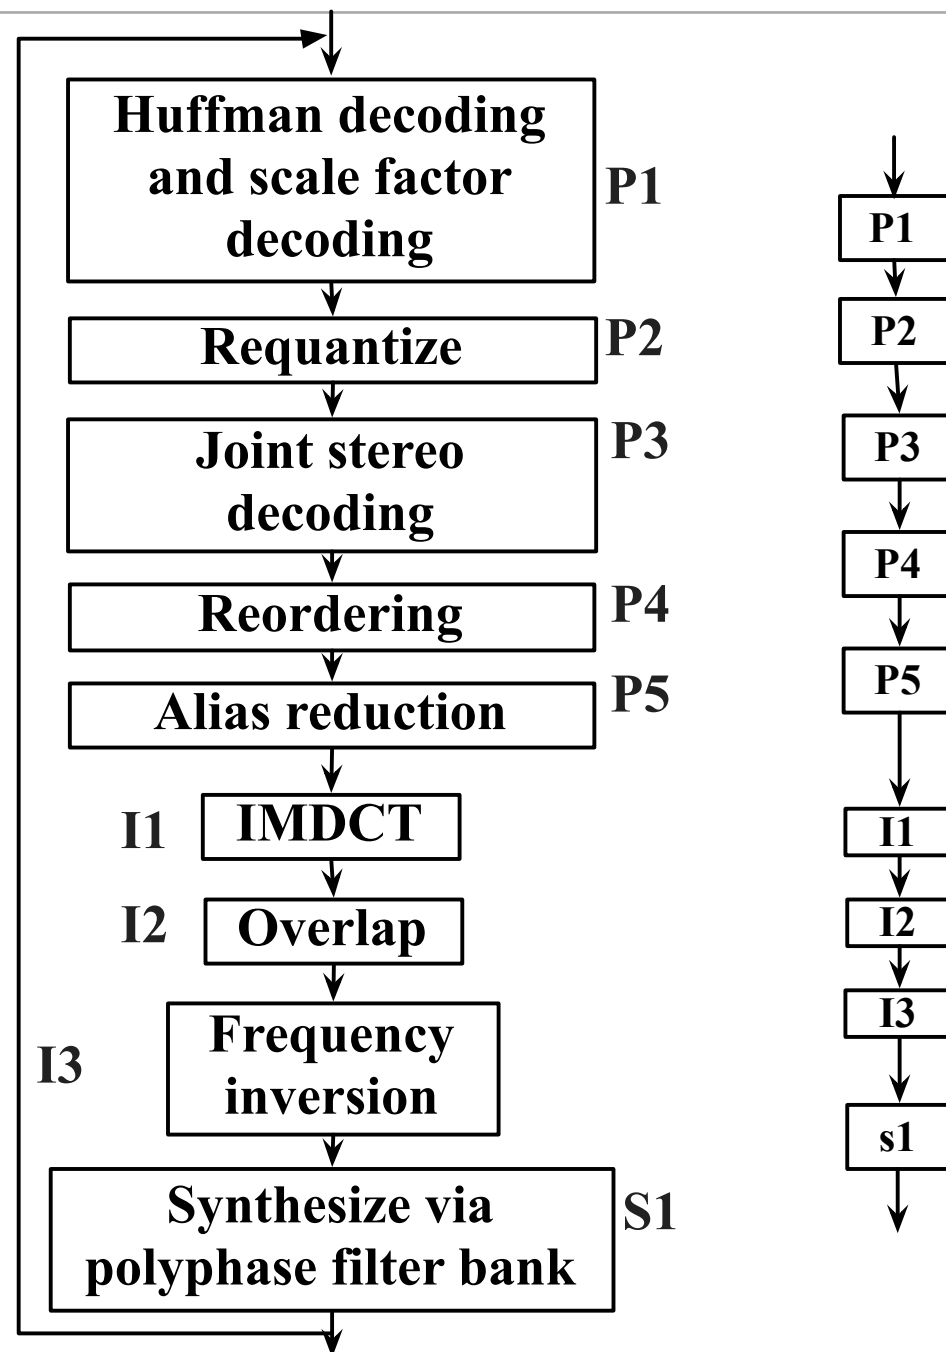 Huffman decoding
and scale factor
decoding
P1
Requantize
P2
Joint stereo
decoding
P3
Reordering
P4
Alias reduction
P5
I1
IMDCT
I2
Overlap
I3
Frequency
inversion
Synthesize via
polyphase filter bank
S1
P1
P2
P3
P4
P5
I1
I2
I3
s1